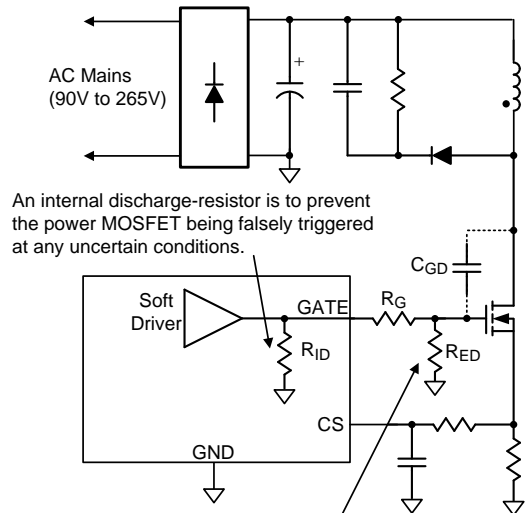 AC Mains
(90V to 265V)
+
An internal discharge-resistor is to prevent
the power MOSFET being falsely triggered
at any uncertain conditions.
CGD
Soft
Driver
GATE
RG
RID
RED
CS
GND